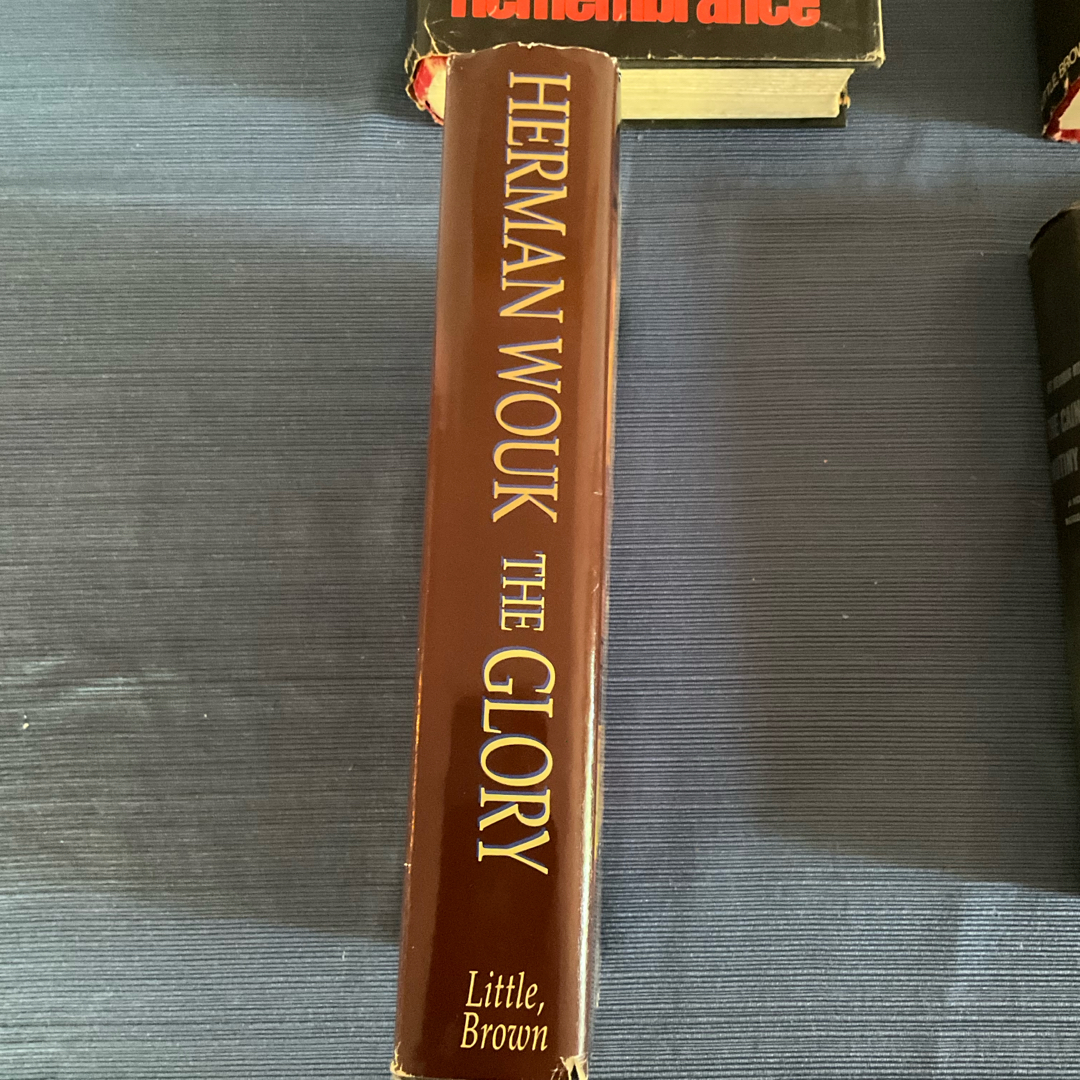 Remembrance
HERMAN WOUK THE GLORY
Little,
Brown